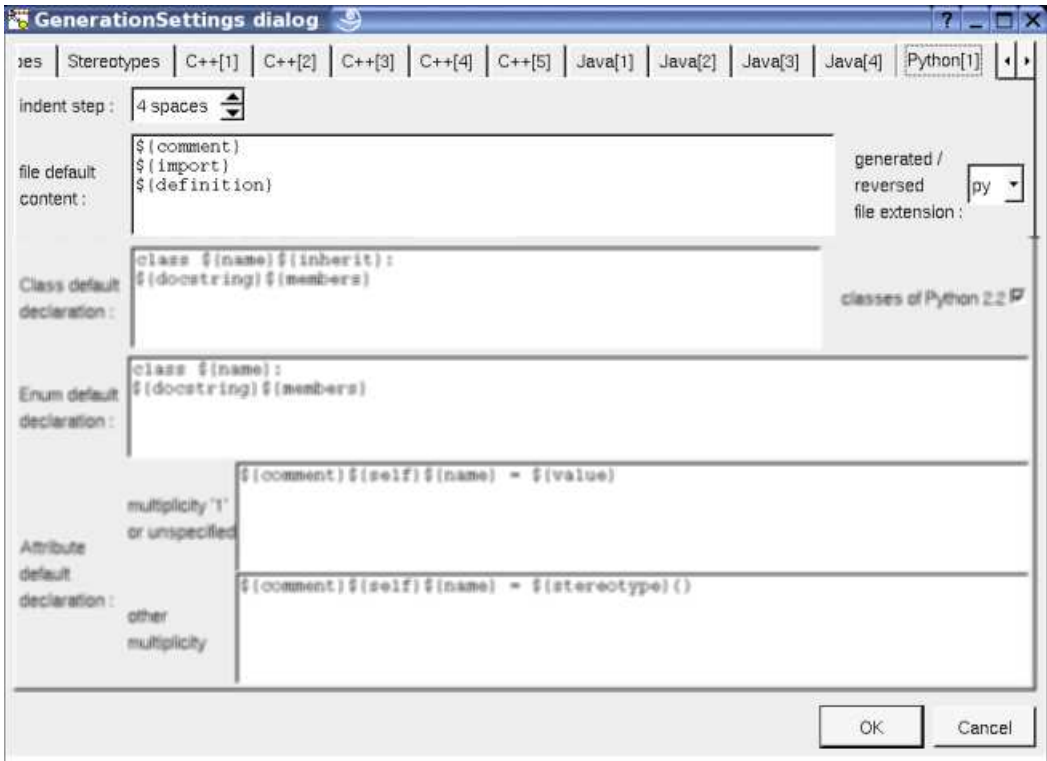 GenerationSettings dialog
pes Stereotypes C++[1] C++[2] C++[3] C++[4] C++[5] Java[1] Java[2] Java[3] Java[4] Python[1]
indent step : 4 spaces
file default
content :
${comment}
${import}
${definition}
generated /
reversed
file extension :
py
Class default
declaration :
class ${name}${inherit}:
${docstring}${members}
classes of Python 2.2
Enum default
declaration :
class ${name}:
${docstring}${members}
Attribute
default
declaration :
multiplicity '1'
or unspecified
${comment}${self}${name} = ${value}
other
multiplicity
${comment}${self}${name} = ${stereotype}()
OK Cancel